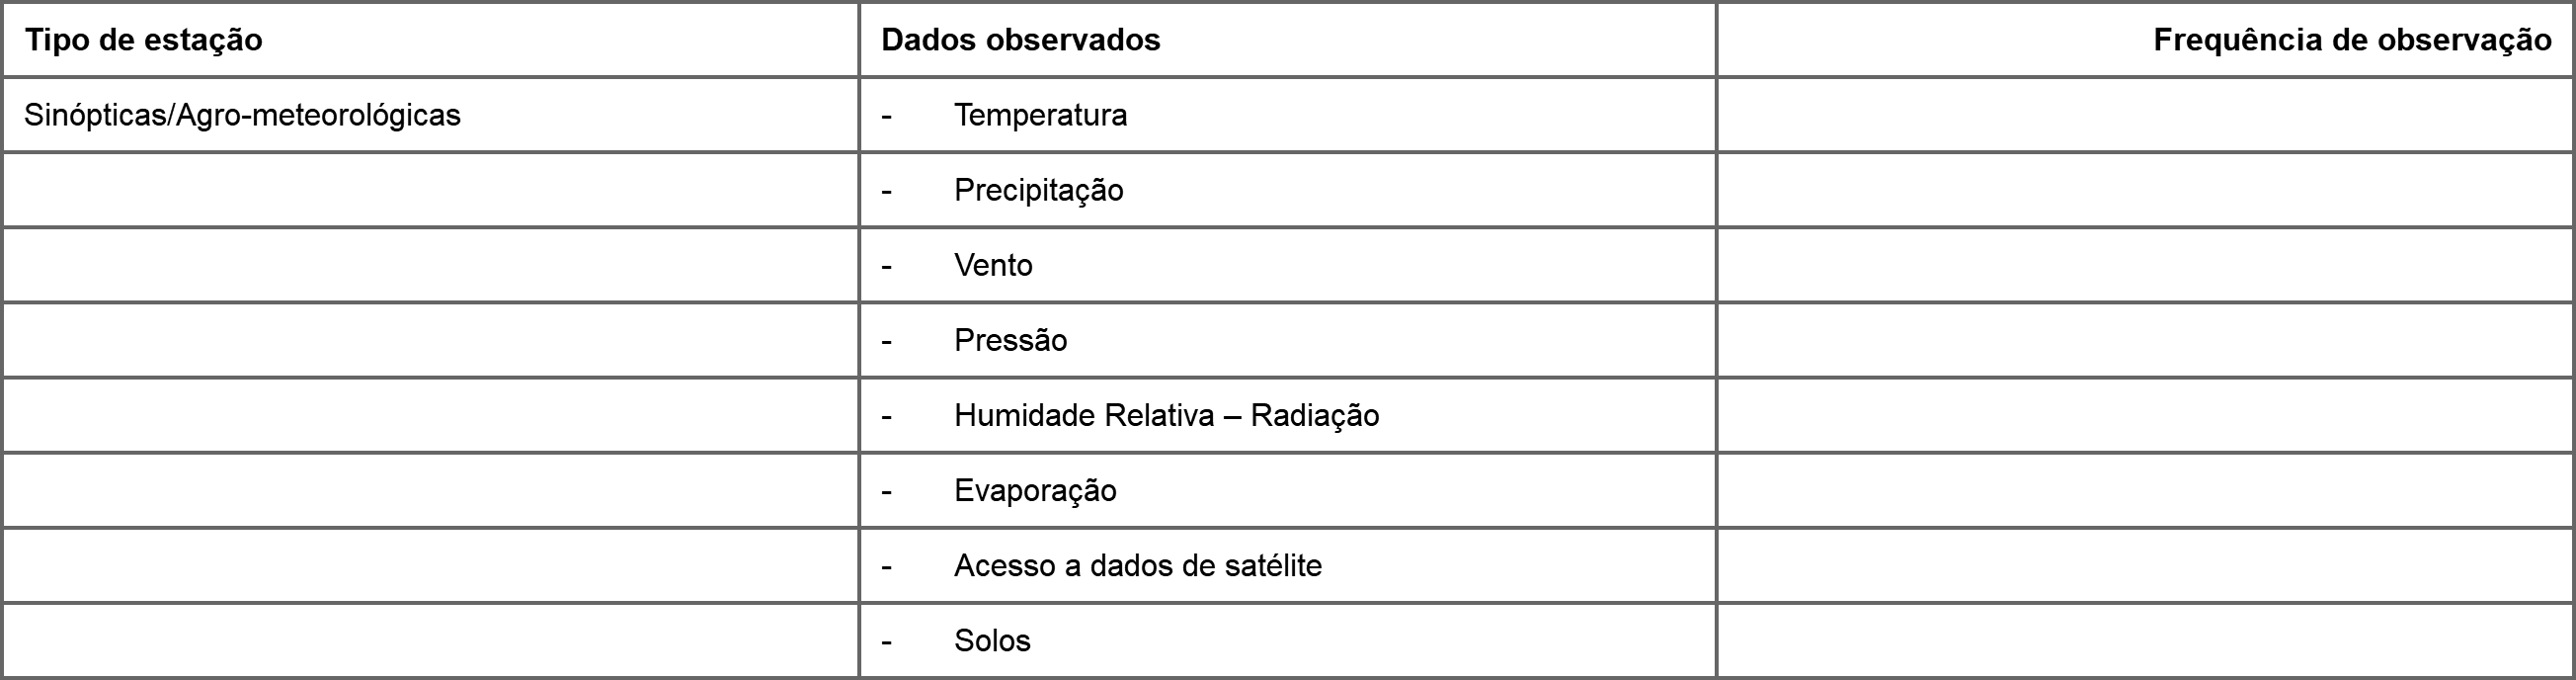 Tipo de estação Dados observados Frequência de observação
Sinópticas/Agro-meteorológicas - Temperatura
- Precipitação
- Vento
- Pressão
- Humidade Relativa – Radiação
- Evaporação
- Acesso a dados de satélite
- Solos